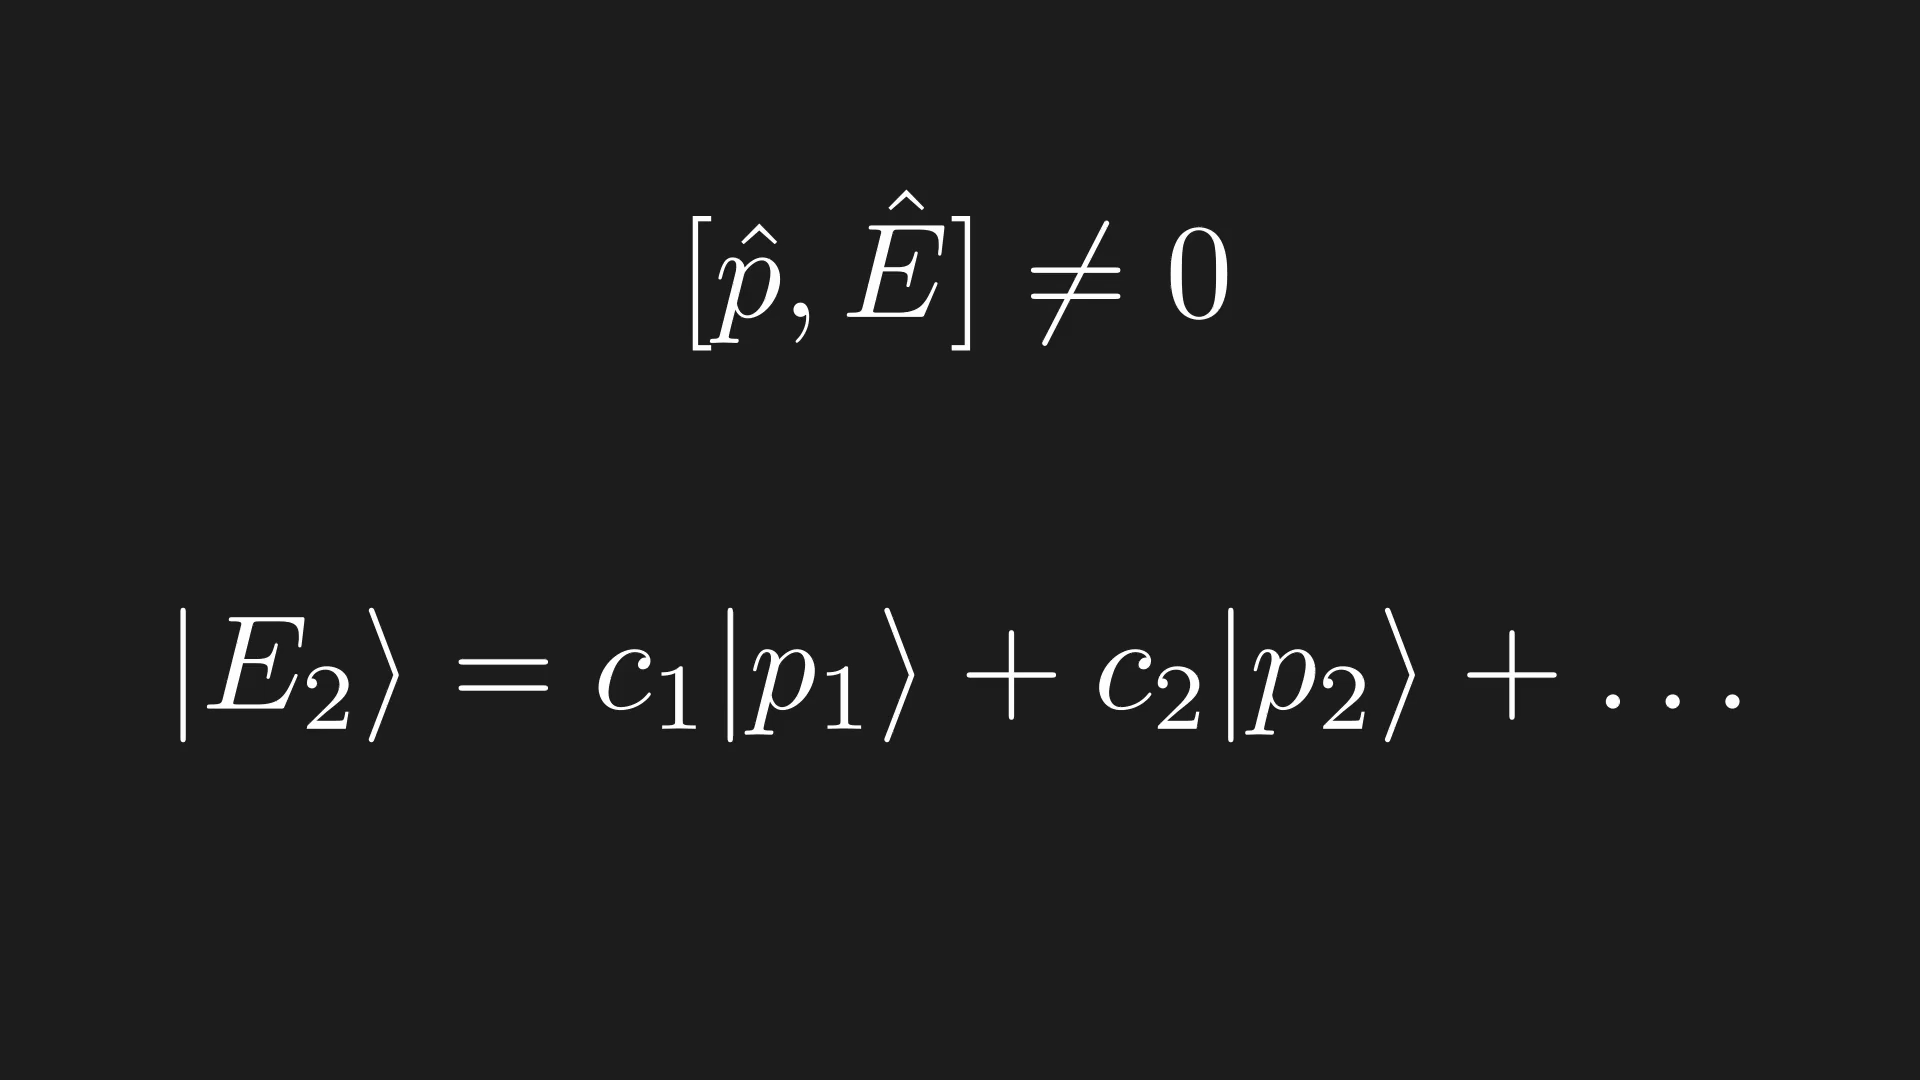 [p̂, Ê] ≠ 0
|E₂⟩ = c₁|p₁⟩ + c₂|p₂⟩ + . . .